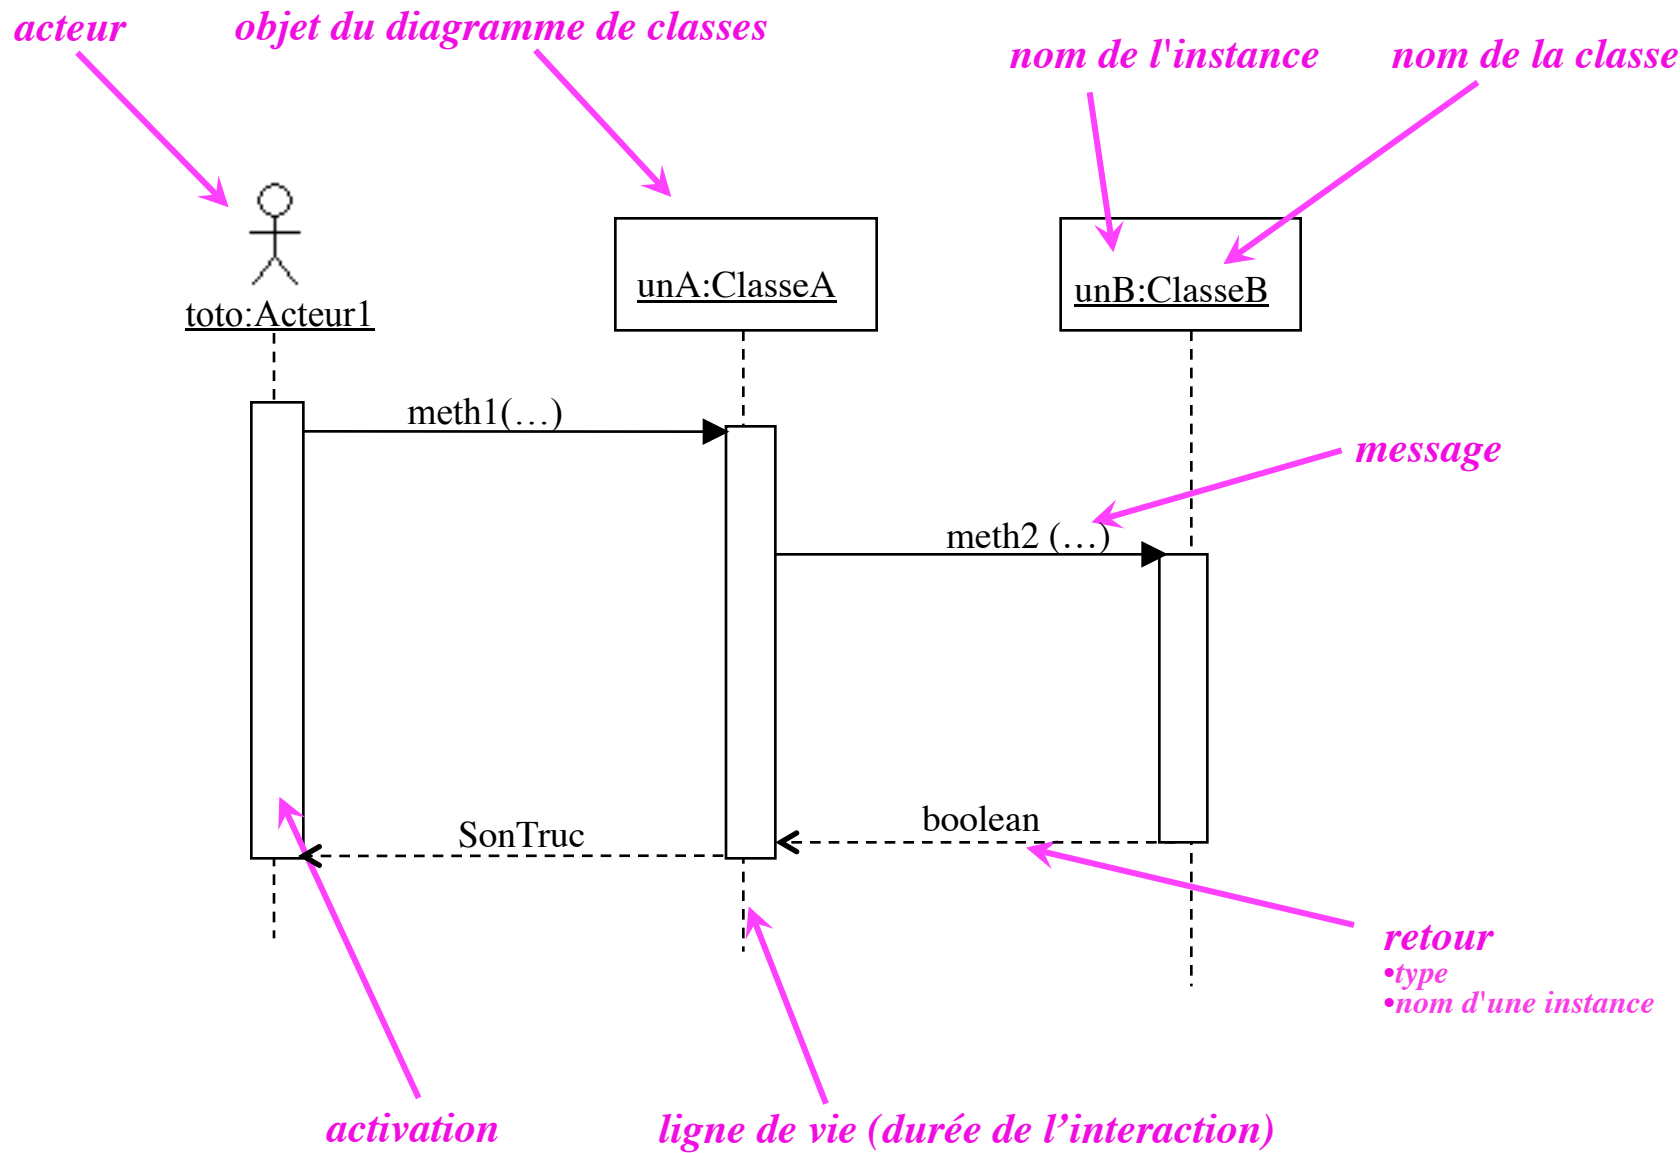 acteur
objet du diagramme de classes
nom de l'instance
nom de la classe
toto:Acteur1
unA:ClasseA
unB:ClasseB
meth1(…)
message
meth2 (…)
boolean
SonTruc
retour
•type
•nom d'une instance
activation
ligne de vie (durée de l’interaction)